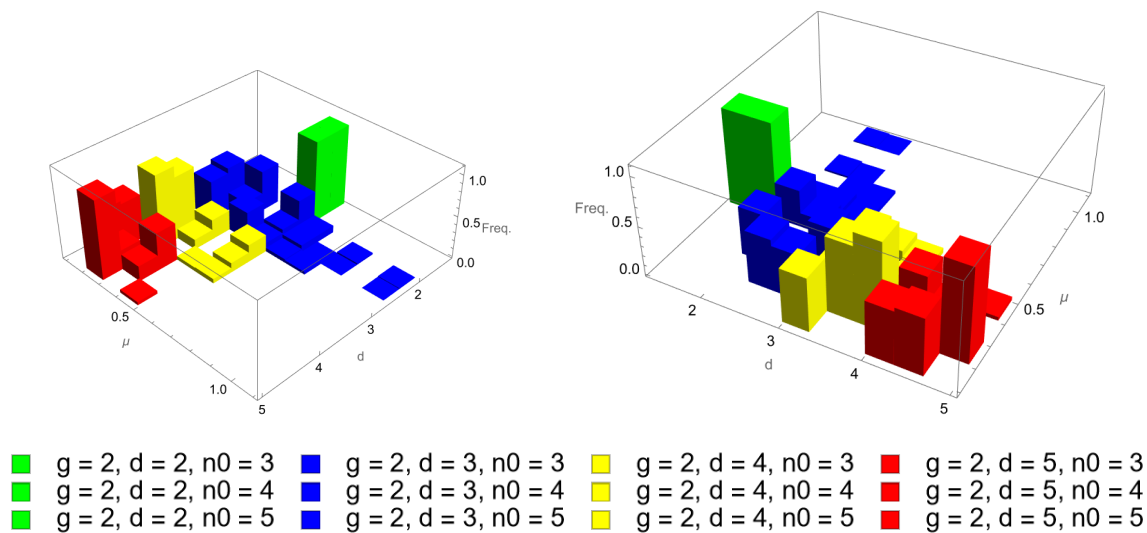 1.0
0.5
Freq.
0.0
2
3
d
4
5
0.5
μ
1.0
1.0
Freq.
0.5
0.0
2
3
d
4
5
0.5
μ
1.0
g = 2, d = 2, n0 = 3 g = 2, d = 3, n0 = 3 g = 2, d = 4, n0 = 3 g = 2, d = 5, n0 = 3
g = 2, d = 2, n0 = 4 g = 2, d = 3, n0 = 4 g = 2, d = 4, n0 = 4 g = 2, d = 5, n0 = 4
g = 2, d = 2, n0 = 5 g = 2, d = 3, n0 = 5 g = 2, d = 4, n0 = 5 g = 2, d = 5, n0 = 5